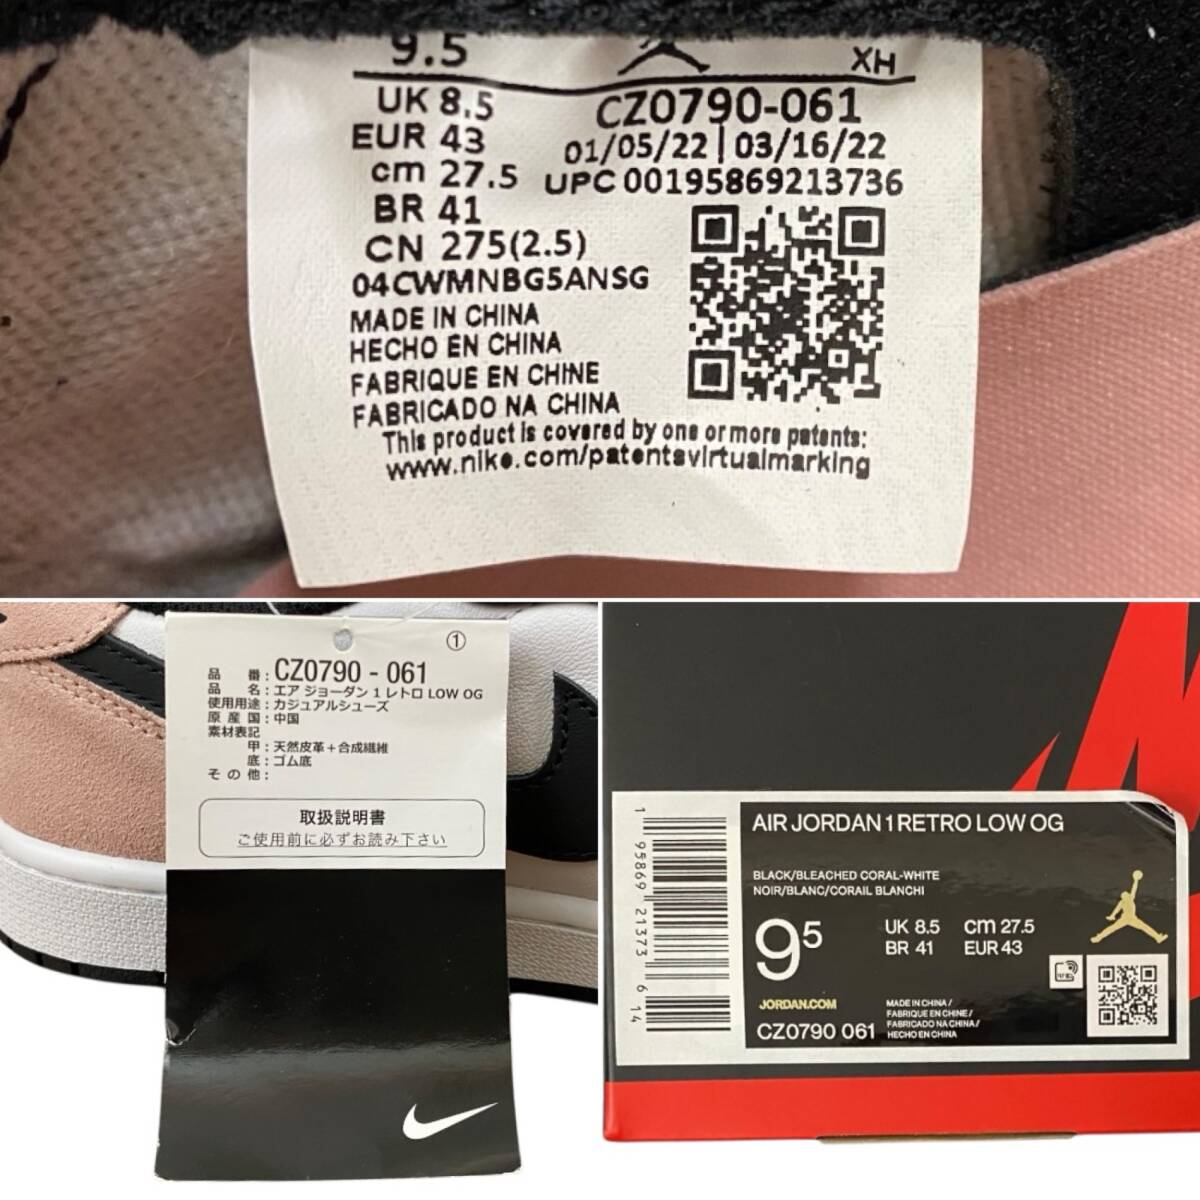 9.5
XH
UK 8.5
CZ0790-061
EUR 43
01/05/22 | 03/16/22
cm 27.5
UPC 00195869213736
BR 41
CN 275(2.5)
04CWMNBG5ANSG
MADE IN CHINA
HECHO EN CHINA
FABRIQUE EN CHINE
FABRICADO NA CHINA
This product is covered by one or more patents:
www.nike.com/patentsvirtualmarking
①
品番:CZ0790 - 061
品名:エア ジョーダン 1 レトロ LOW OG
使用用途:カジュアルシューズ
原産国:中国
素材表記
甲:天然皮革+合成繊維
底:ゴム底
その他:
取扱説明書
ご使用前に必ずお読み下さい
1 95869 21373 6 14
AIR JORDAN 1 RETRO LOW OG
BLACK/BLEACHED CORAL-WHITE
NOIR/BLANC/CORAIL BLANCHI
9 5
UK 8.5 cm 27.5
BR 41 EUR 43
JORDAN.COM
CZ0790 061
MADE IN CHINA /
FABRIQUE EN CHINE /
FABRICADO NA CHINA /
HECHO EN CHINA